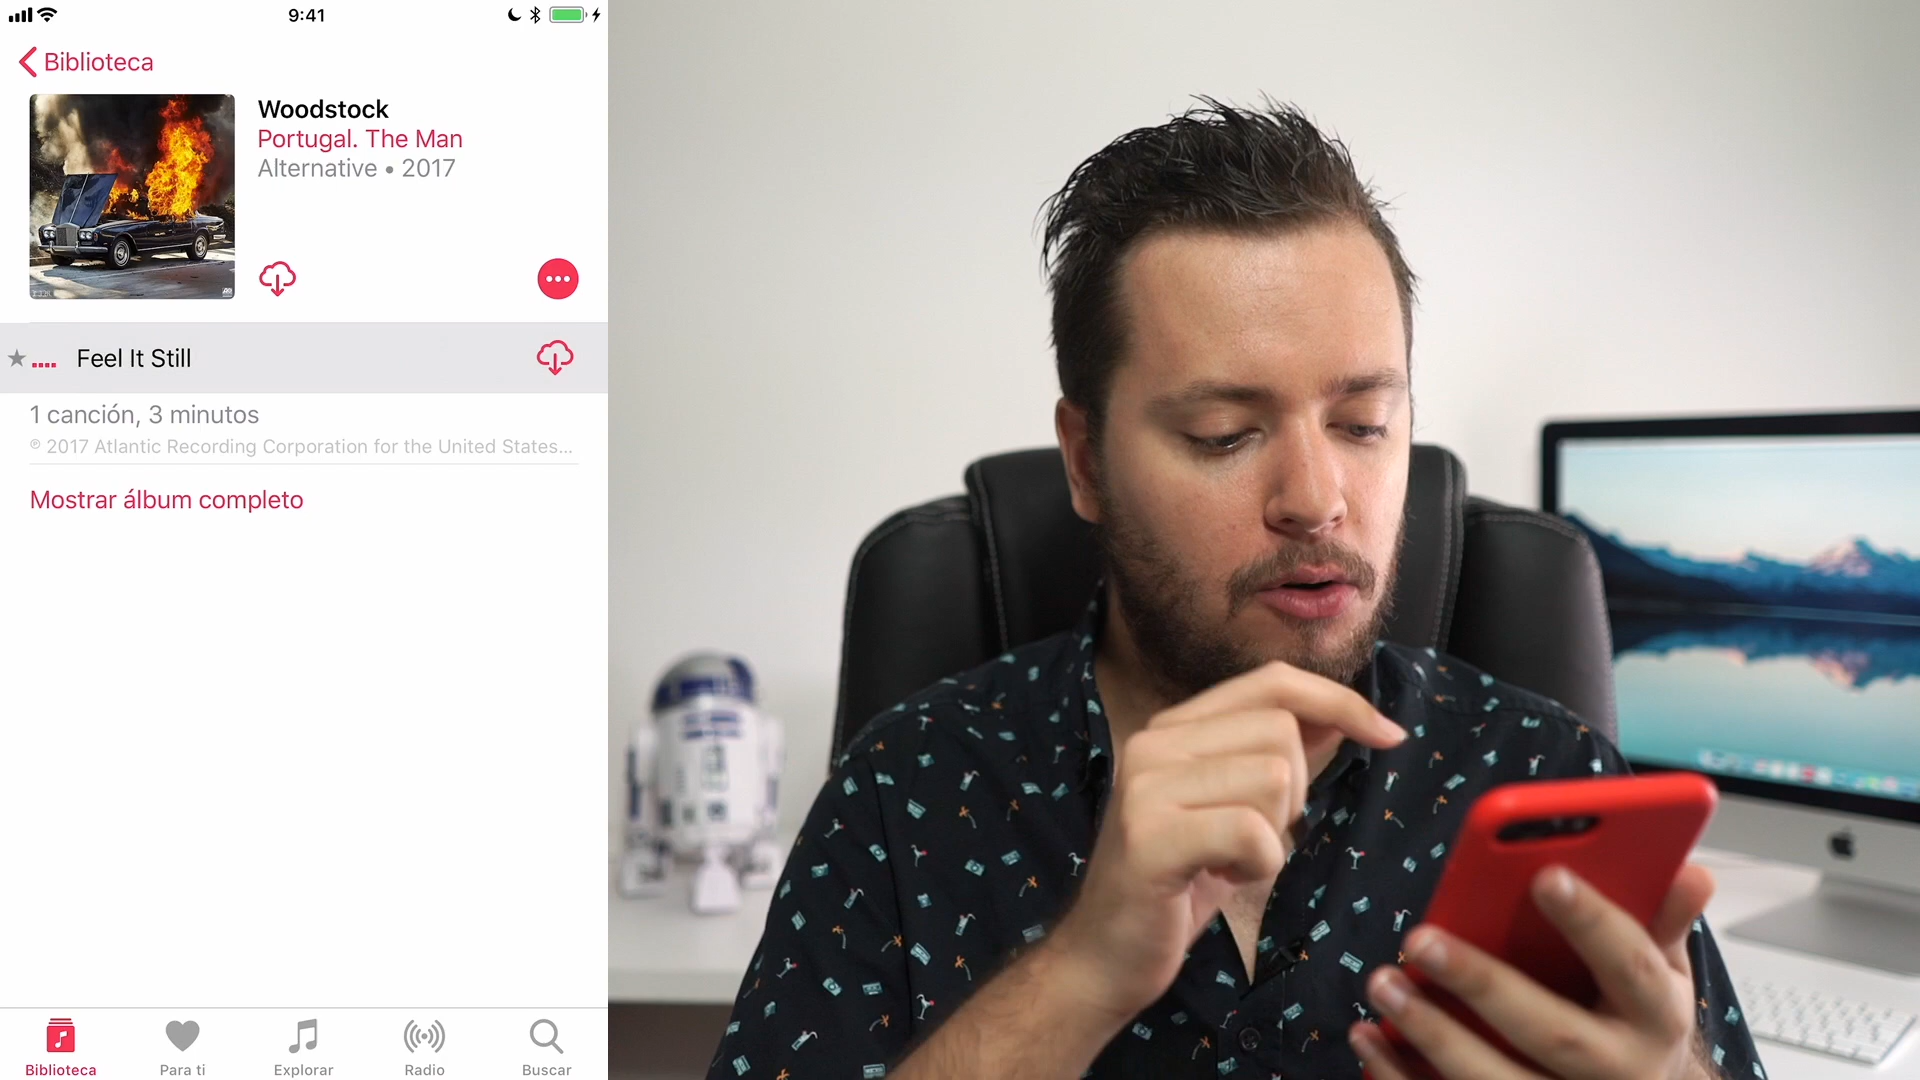 9:41
Biblioteca
Woodstock
Portugal. The Man
Alternative • 2017
Feel It Still
1 canción, 3 minutos
℗ 2017 Atlantic Recording Corporation for the United States...
Mostrar álbum completo
Biblioteca
Para ti
Explorar
Radio
Buscar